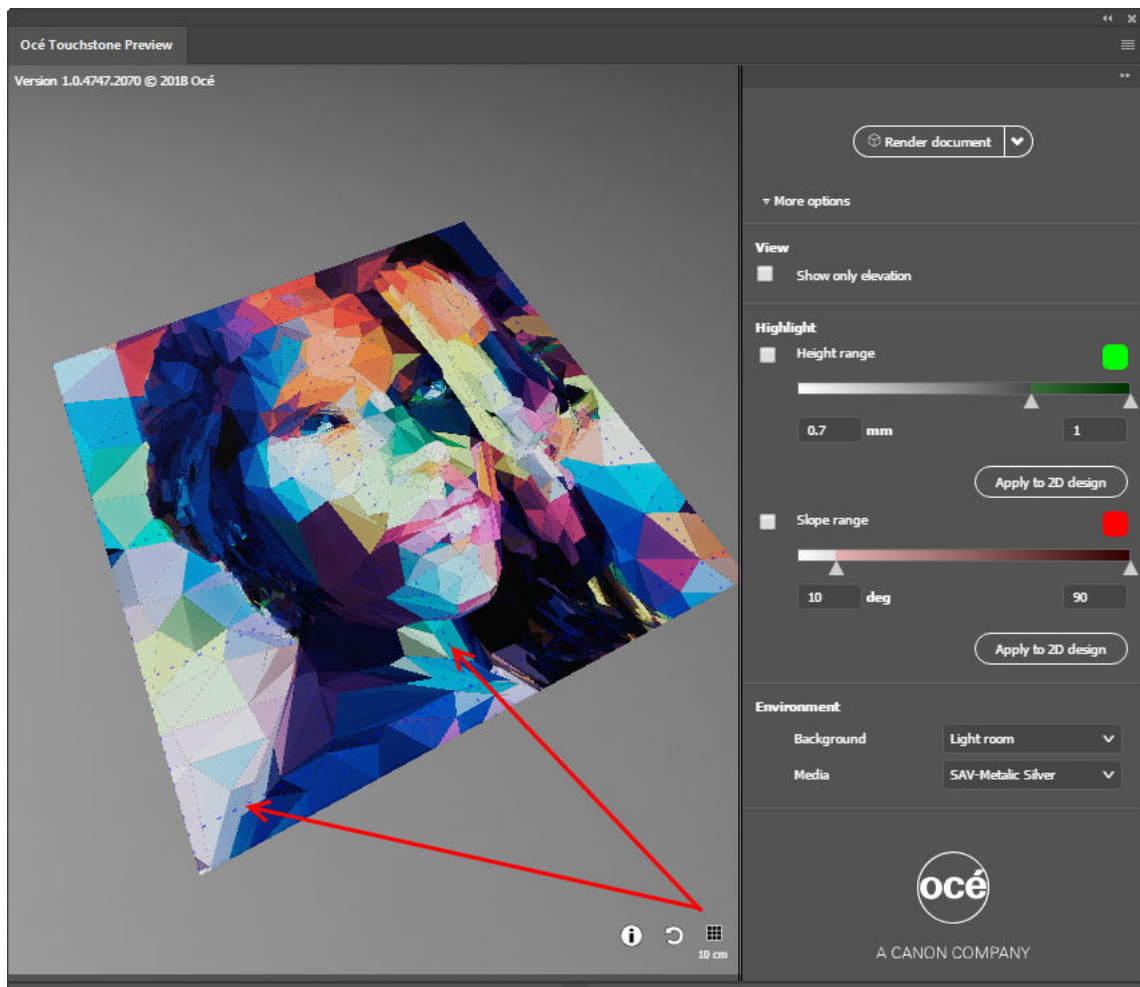 Océ Touchstone Preview
Version 1.0.4747.2070 © 2018 Océ
Render document
More options
View
Show only elevation
Highlight
Height range
0.7 mm 1
Apply to 2D design
Slope range
10 deg 90
Apply to 2D design
Environment
Background Light room
Media SAV-Metalic Silver
10 cm
océ
A CANON COMPANY